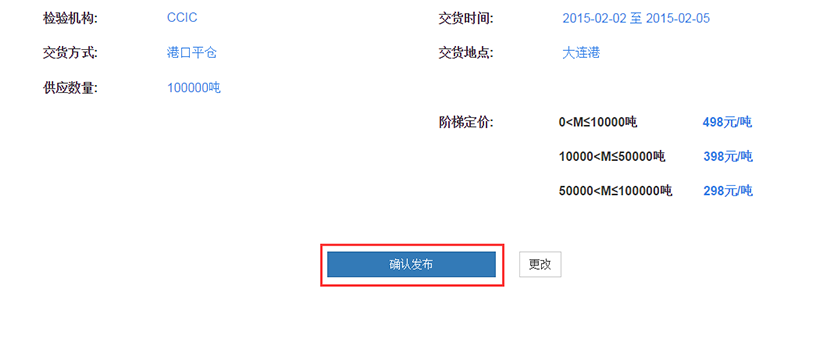 检验机构: CCIC 交货时间: 2015-02-02 至 2015-02-05
交货方式: 港口平仓 交货地点: 大连港
供应数量: 100000吨
阶梯定价: 0<M≤10000吨 498元/吨
10000<M≤50000吨 398元/吨
50000<M≤100000吨 298元/吨
确认发布 更改